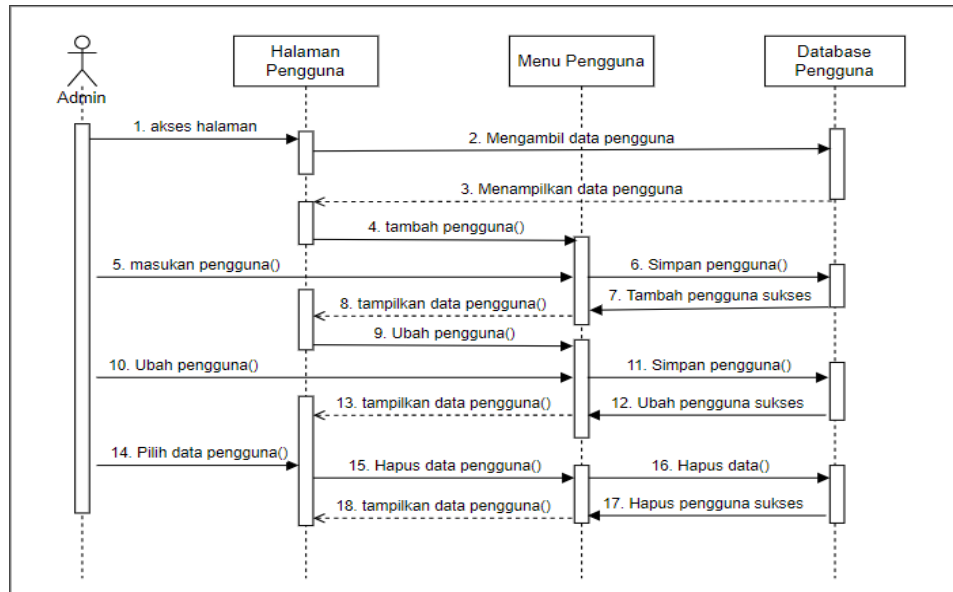 Halaman
Pengguna
Menu Pengguna
Database
Pengguna
Admin
1. akses halaman
2. Mengambil data pengguna
3. Menampilkan data pengguna
4. tambah pengguna()
5. masukan pengguna()
6. Simpan pengguna()
7. Tambah pengguna sukses
8. tampilkan data pengguna()
9. Ubah pengguna()
10. Ubah pengguna()
11. Simpan pengguna()
12. Ubah pengguna sukses
13. tampilkan data pengguna()
14. Pilih data pengguna()
15. Hapus data pengguna()
16. Hapus data()
17. Hapus pengguna sukses
18. tampilkan data pengguna()